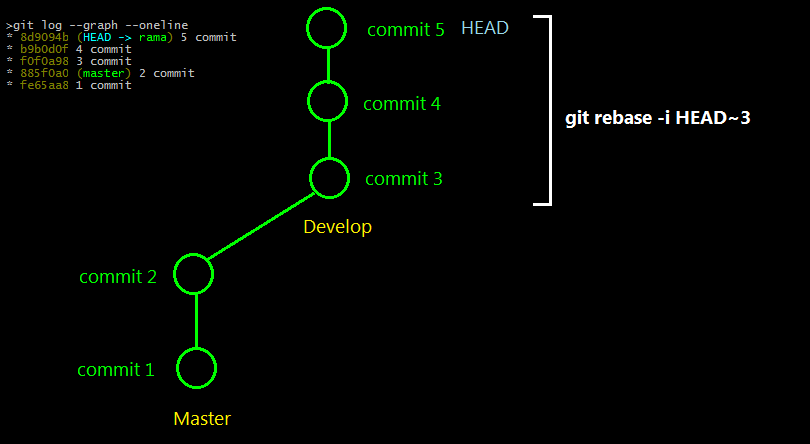 >git log --graph --oneline
* 8d9094b (HEAD -> rama) 5 commit
* b9b0d0f 4 commit
* f0f0a98 3 commit
* 885f0a0 (master) 2 commit
* fe65aa8 1 commit
commit 5 HEAD
commit 4
git rebase -i HEAD~3
commit 3
Develop
commit 2
commit 1
Master